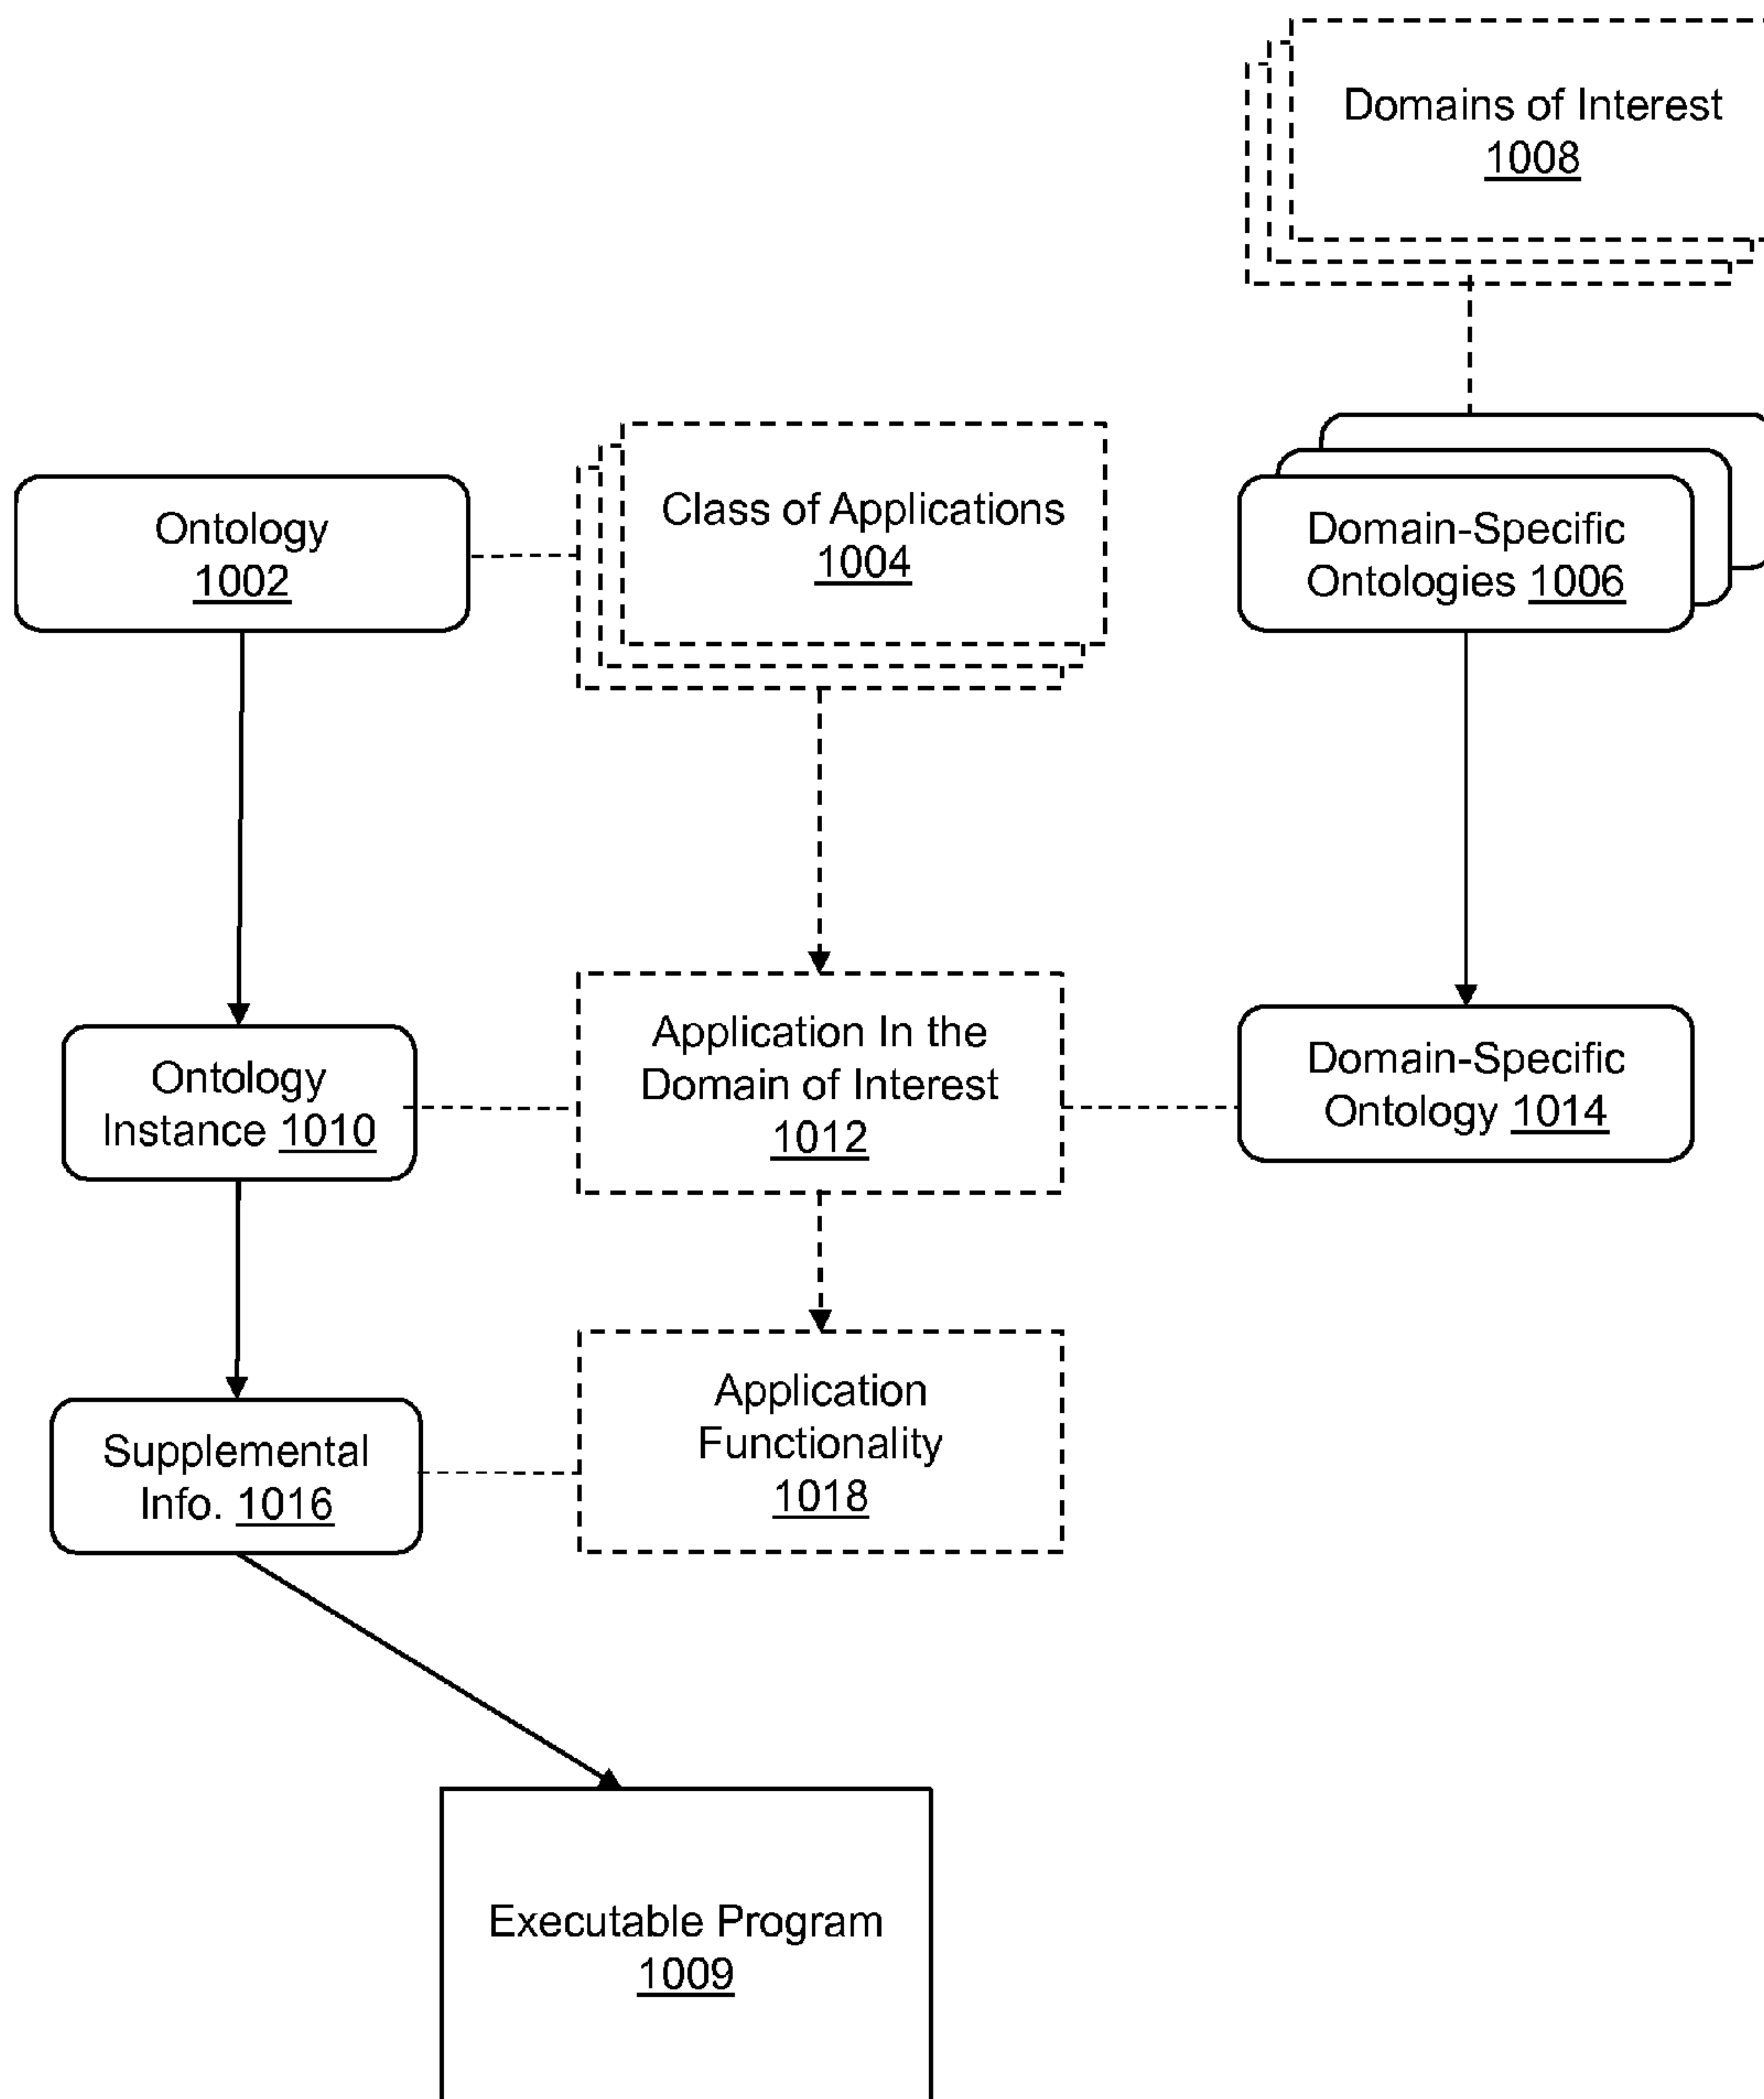 Domains of Interest
1008
Ontology
1002
Class of Applications
1004
Domain-Specific
Ontologies 1006
Ontology
Instance 1010
Application In the
Domain of Interest
1012
Domain-Specific
Ontology 1014
Supplemental
Info. 1016
Application
Functionality
1018
Executable Program
1009